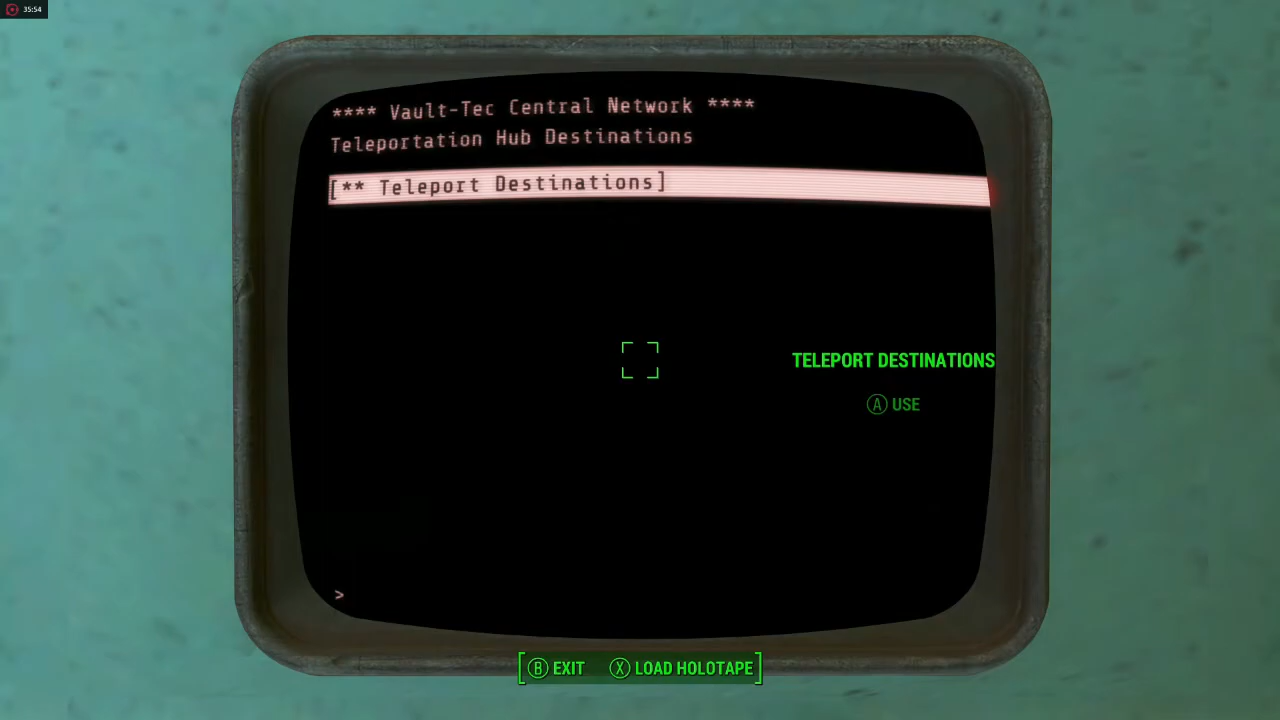 35:54
**** Vault-Tec Central Network ****
Teleportation Hub Destinations
[** Teleport Destinations]
TELEPORT DESTINATIONS
A USE
>
B EXIT X LOAD HOLOTAPE